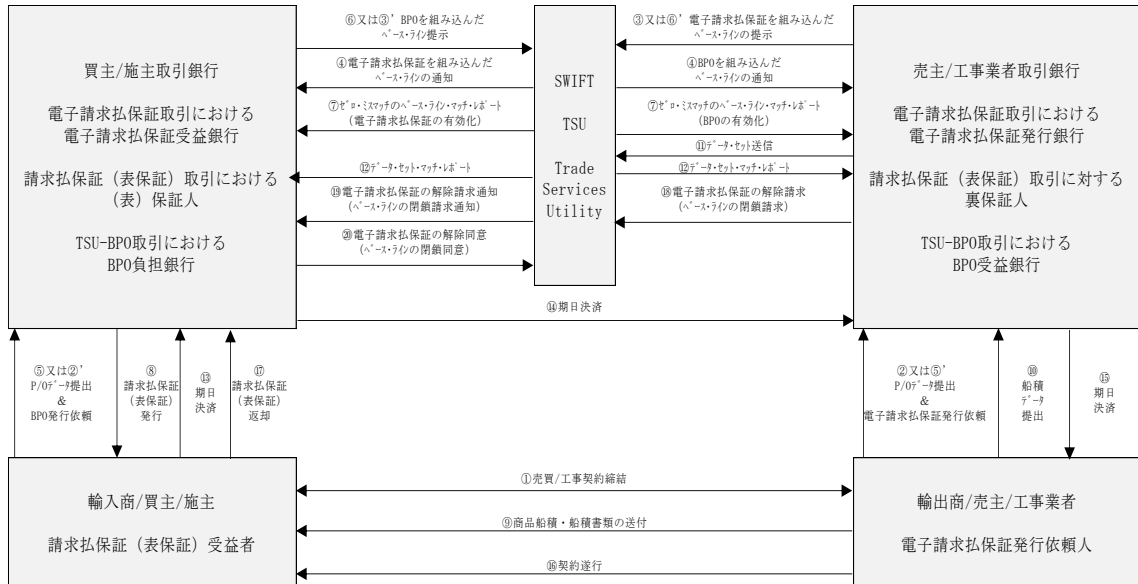 買主/施主取引銀行
電子請求払保証取引における
電子請求払保証受益銀行
請求払保証（表保証）取引における
（表）保証人
TSU-BPO取引における
BPO負担銀行
⑥又は③’BPOを組み込んだ
ﾍﾞｰｽ・ﾗｲﾝ提示
④電子請求払保証を組み込んだ
ﾍﾞｰｽ・ﾗｲﾝの通知
⑦ｾﾞﾛ・ﾐｽﾏｯﾁのﾍﾞｰｽ・ﾗｲﾝ・ﾏｯﾁ・ﾚﾎﾟｰﾄ
(電子請求払保証の有効化)
⑫ﾃﾞｰﾀ・ｾｯﾄ・ﾏｯﾁ・ﾚﾎﾟｰﾄ
⑲電子請求払保証の解除請求通知
(ﾍﾞｰｽ・ﾗｲﾝの閉鎖請求通知)
⑳電子請求払保証の解除同意
(ﾍﾞｰｽ・ﾗｲﾝの閉鎖同意)
SWIFT
TSU
Trade
Services
Utility
③又は⑥’電子請求払保証を組み込んだ
ﾍﾞｰｽ・ﾗｲﾝの提示
④BPOを組み込んだ
ﾍﾞｰｽ・ﾗｲﾝの通知
⑦ｾﾞﾛ・ﾐｽﾏｯﾁのﾍﾞｰｽ・ﾗｲﾝ・ﾏｯﾁ・ﾚﾎﾟｰﾄ
(BPOの有効化)
⑪ﾃﾞｰﾀ・ｾｯﾄ送信
⑫ﾃﾞｰﾀ・ｾｯﾄ・ﾏｯﾁ・ﾚﾎﾟｰﾄ
⑱電子請求払保証の解除請求
(ﾍﾞｰｽ・ﾗｲﾝの閉鎖請求)
売主/工事業者取引銀行
電子請求払保証取引における
電子請求払保証発行銀行
請求払保証（表保証）取引に対する
裏保証人
TSU-BPO取引における
BPO受益銀行
⑭期日決済
⑤又は②’
P/Oﾃﾞｰﾀ提出
&
BPO発行依頼
⑧
請求払保証
(表保証)
発行
⑬
期日
決済
⑰
請求払保証
(表保証)
返却
②又は⑤’
P/Oﾃﾞｰﾀ提出
&
電子請求払保証発行依頼
⑩
船積
ﾃﾞｰﾀ
提出
⑮
期日
決済
輸入商/買主/施主
請求払保証（表保証）受益者
①売買/工事契約締結
⑨商品船積・船積書類の送付
⑯契約遂行
輸出商/売主/工事業者
電子請求払保証発行依頼人